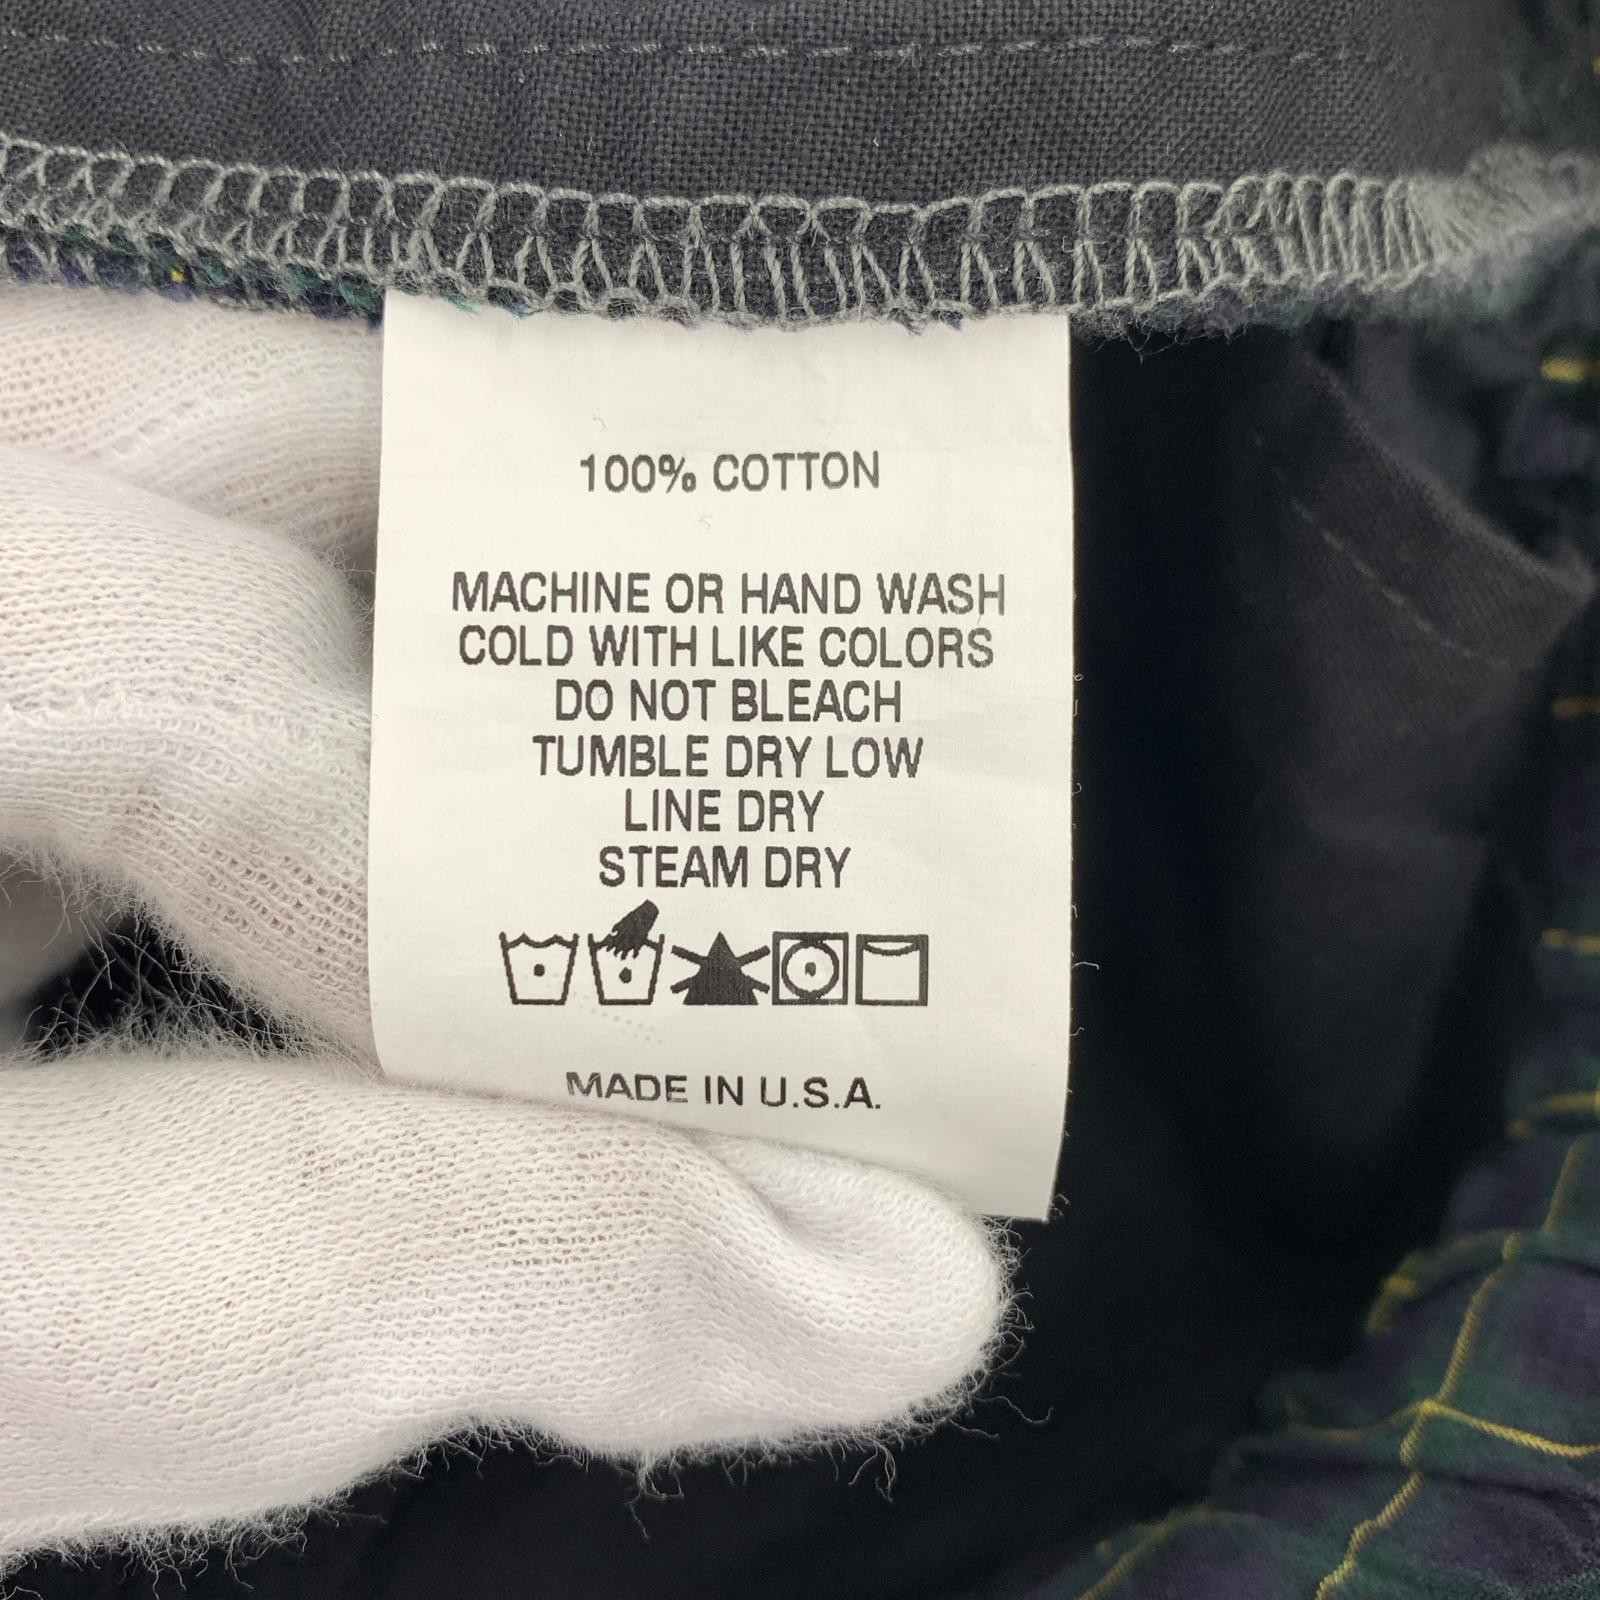 100% COTTON
MACHINE OR HAND WASH
COLD WITH LIKE COLORS
DO NOT BLEACH
TUMBLE DRY LOW
LINE DRY
STEAM DRY
MADE IN U.S.A.